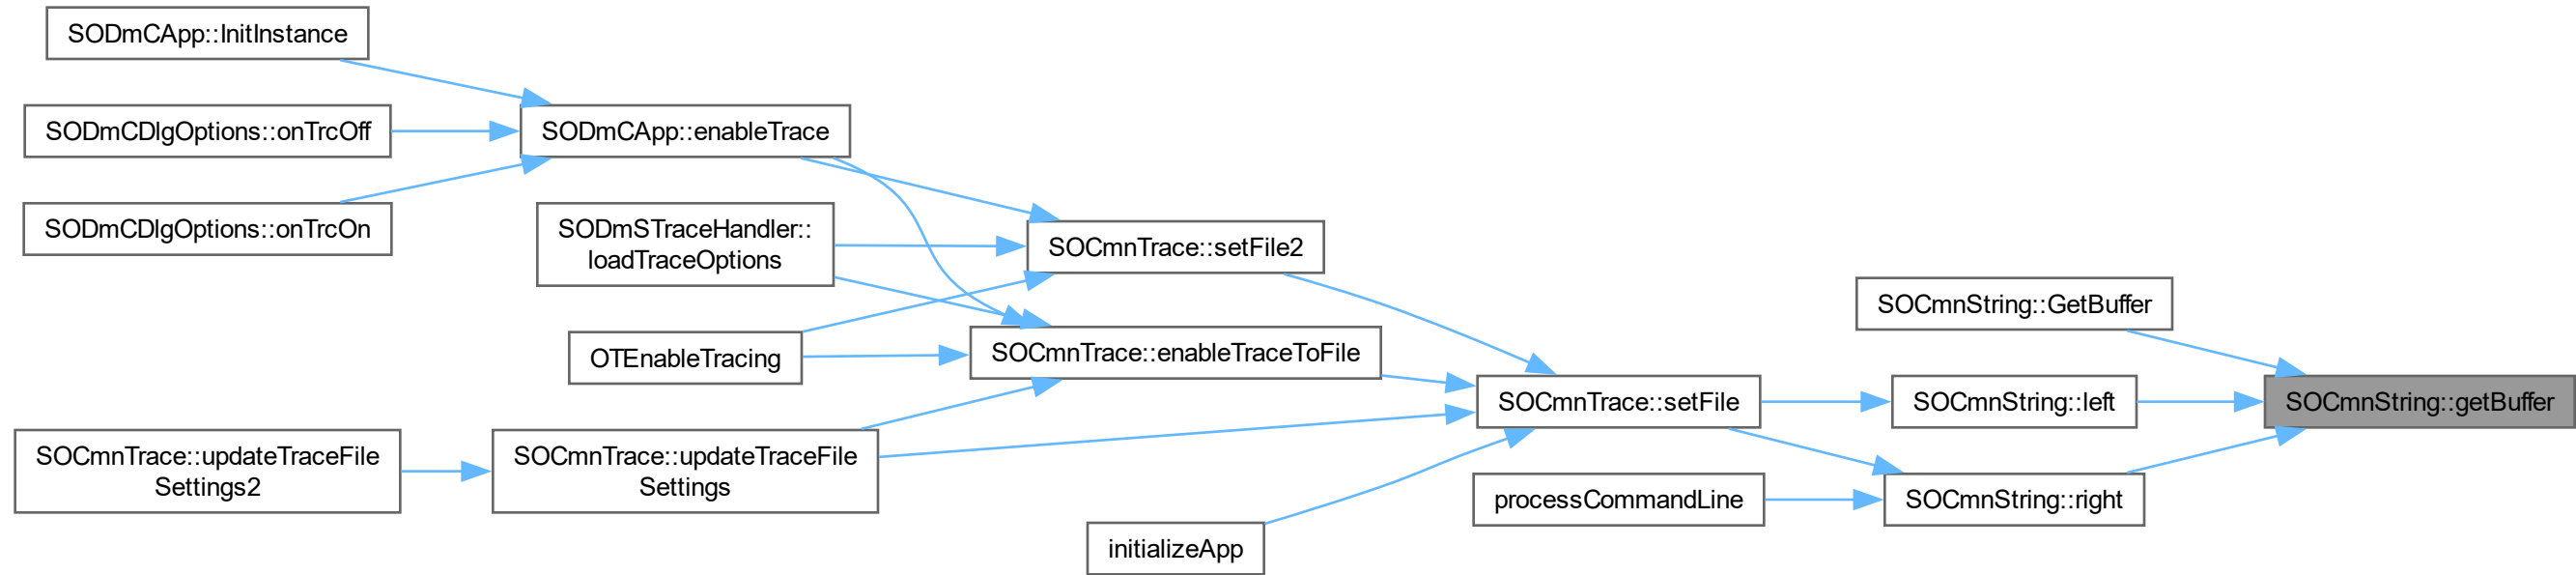 SODmCApp::InitInstance
SODmCDlgOptions::onTrcOff
SODmCDlgOptions::onTrcOn
SOCmnTrace::updateTraceFile
Settings2
SODmCApp::enableTrace
SODmSTraceHandler::
loadTraceOptions
OTEnableTracing
SOCmnTrace::updateTraceFile
Settings
SOCmnTrace::setFile2
SOCmnTrace::enableTraceToFile
initializeApp
SOCmnTrace::setFile
processCommandLine
SOCmnString::GetBuffer
SOCmnString::left
SOCmnString::right
SOCmnString::getBuffer